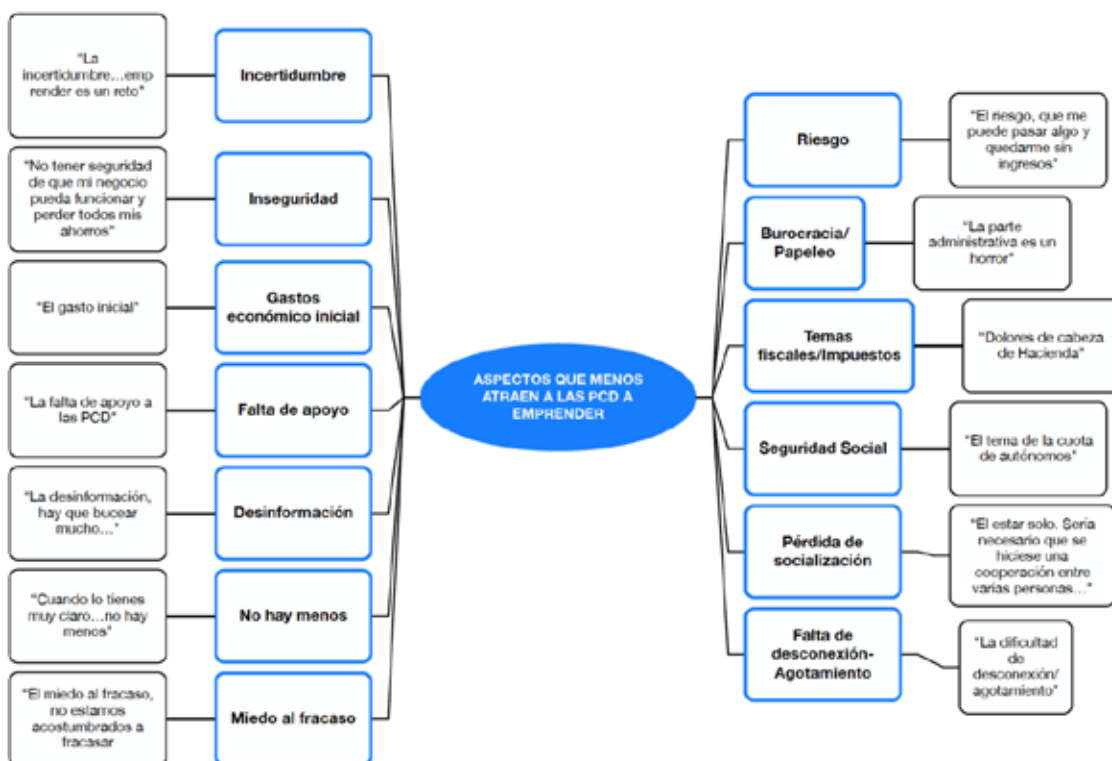 "La
incertidumbre...emp
render es un reto"
Incertidumbre
"No tener seguridad
de que mi negocio
pueda funcionar y
perder todos mis
ahorros"
Inseguridad
"El gasto inicial"
Gastos
económico inicial
"La falta de apoyo a
las PCD"
Falta de apoyo
"La desinformación,
hay que bucear
mucho..."
Desinformación
"Cuando lo tienes
muy claro...no hay
menos"
No hay menos
"El miedo al fracaso,
no estamos
acostumbrados a
fracasar
Miedo al fracaso
ASPECTOS QUE MENOS
ATRAEN A LAS PCD A
EMPRENDER
Riesgo
"El riesgo, que me
puede pasar algo y
quedarme sin
ingresos"
Burocracia/
Papeleo
"La parte
administrativa es un
horror"
Temas
fiscales/Impuestos
"Dolores de cabeza
de Hacienda"
Seguridad Social
"El tema de la cuota
de autónomos"
Pérdida de
socialización
"El estar solo. Sería
necesario que se
hiciese una
cooperación entre
varias personas..."
Falta de
desconexión-
Agotamiento
"La dificultad
de
desconexión/
agotamiento"